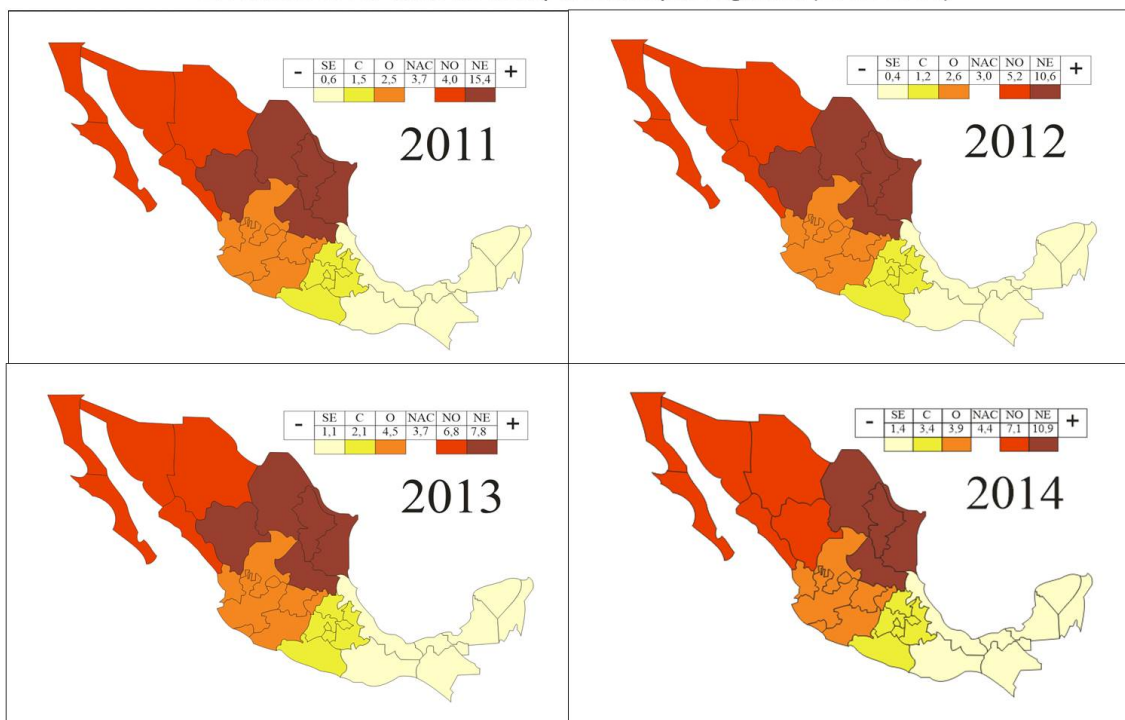 - SE C O NAC NO NE +
0,6 1,5 2,5 3,7 4,0 15,4
2011
- SE C O NAC NO NE +
0,4 1,2 2,6 3,0 5,2 10,6
2012
- SE C O NAC NO NE +
1,1 2,1 4,5 3,7 6,8 7,8
2013
- SE C O NAC NO NE +
1,4 3,4 3,9 4,4 7,1 10,9
2014